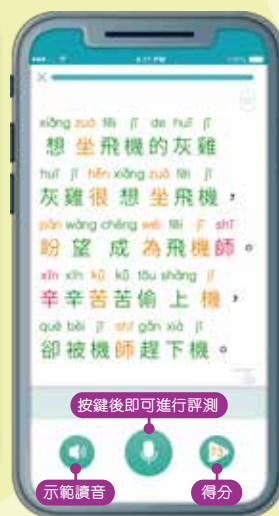 4:21 PM
xiǎng zuò fēi jī de huī jī
想坐飛機的灰雞
huī jī hěn xiǎng zuò fēi jī
灰雞很想坐飛機，
pàn wàng chéng wéi fēi jī shī
盼望成為飛機師。
xīn xīn kǔ kǔ tōu shàng jī
辛辛苦苦偷上機，
què bèi jī shī gǎn xià jī
卻被機師趕下機。
按鍵後即可進行評測
示範讀音
得分